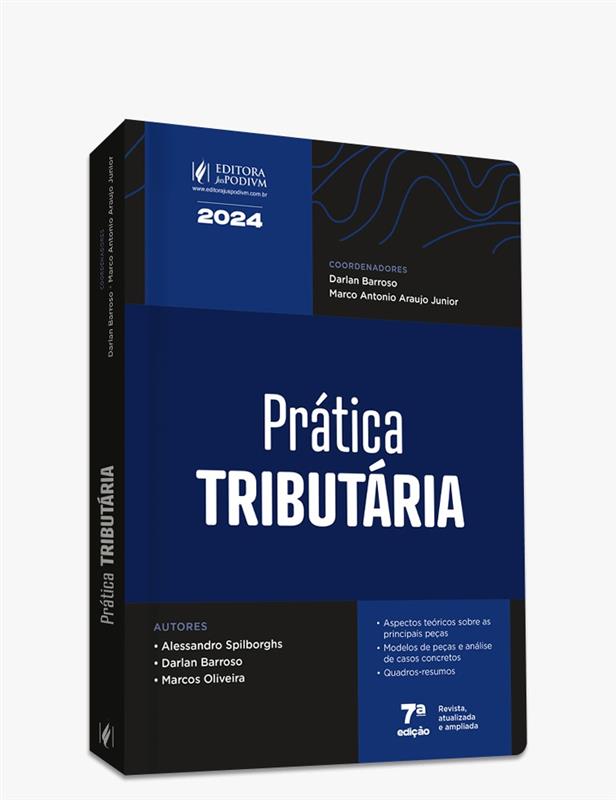 EDITORA
jusPODIVM
www.editorajuspodivm.com.br
2024
COORDENADORES
Darlan Barroso
Marco Antonio Araujo Junior
Prática
TRIBUTÁRIA
AUTORES
• Alessandro Spilborghs
• Darlan Barroso
• Marcos Oliveira
• Aspectos teóricos sobre as
principais peças
• Modelos de peças e análise
de casos concretos
• Quadros-resumos
7ª
edição
Revista,
atualizada
e ampliada
COORDENADORES
Darlan Barroso • Marco Antonio Araujo Junior
Prática TRIBUTÁRIA